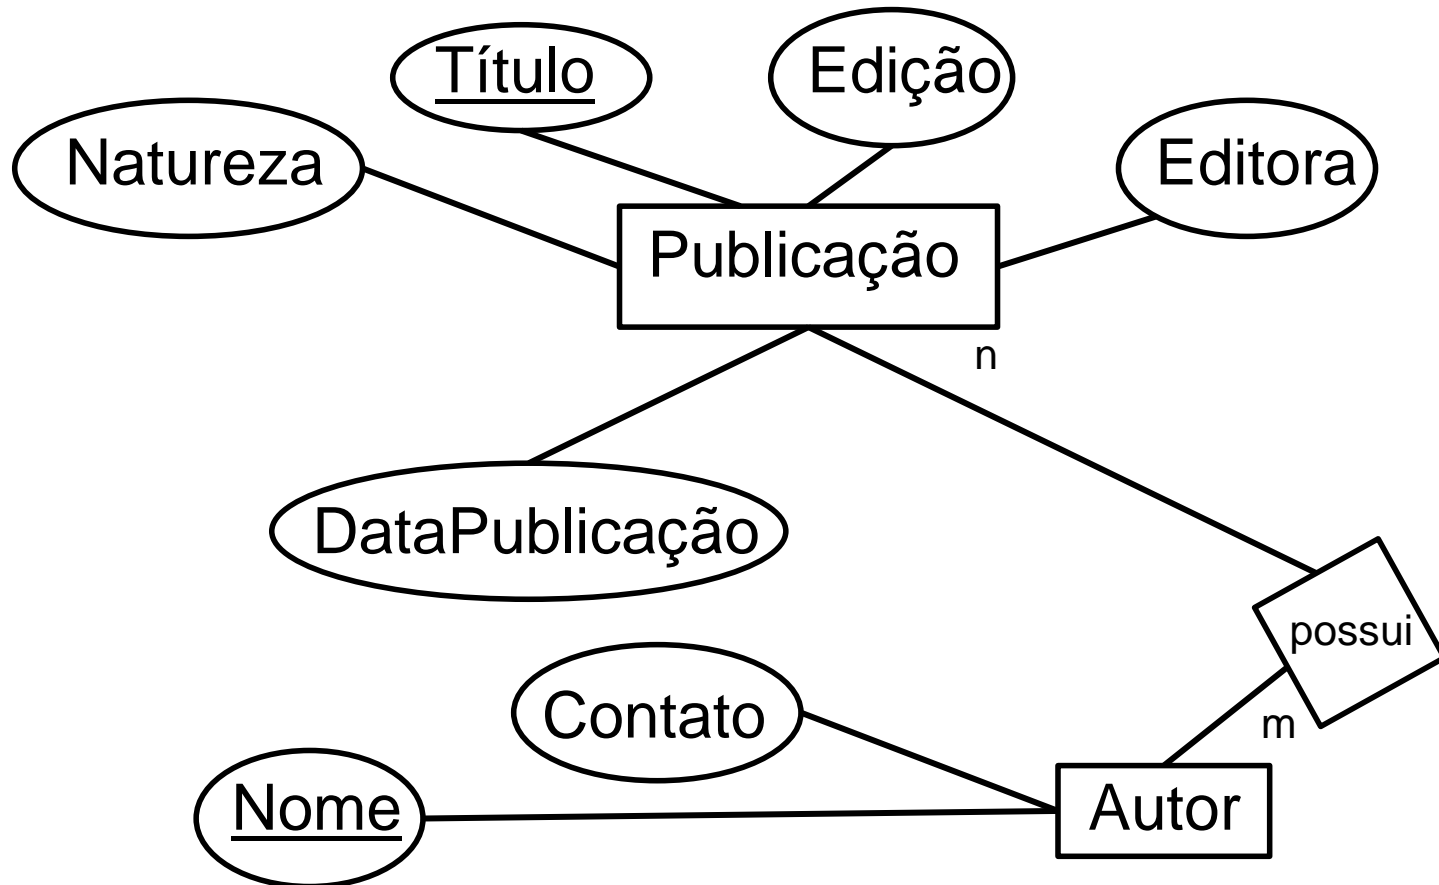 Título
Edição
Natureza
Editora
Publicação
n
DataPublicação
possui
Contato
m
Nome
Autor